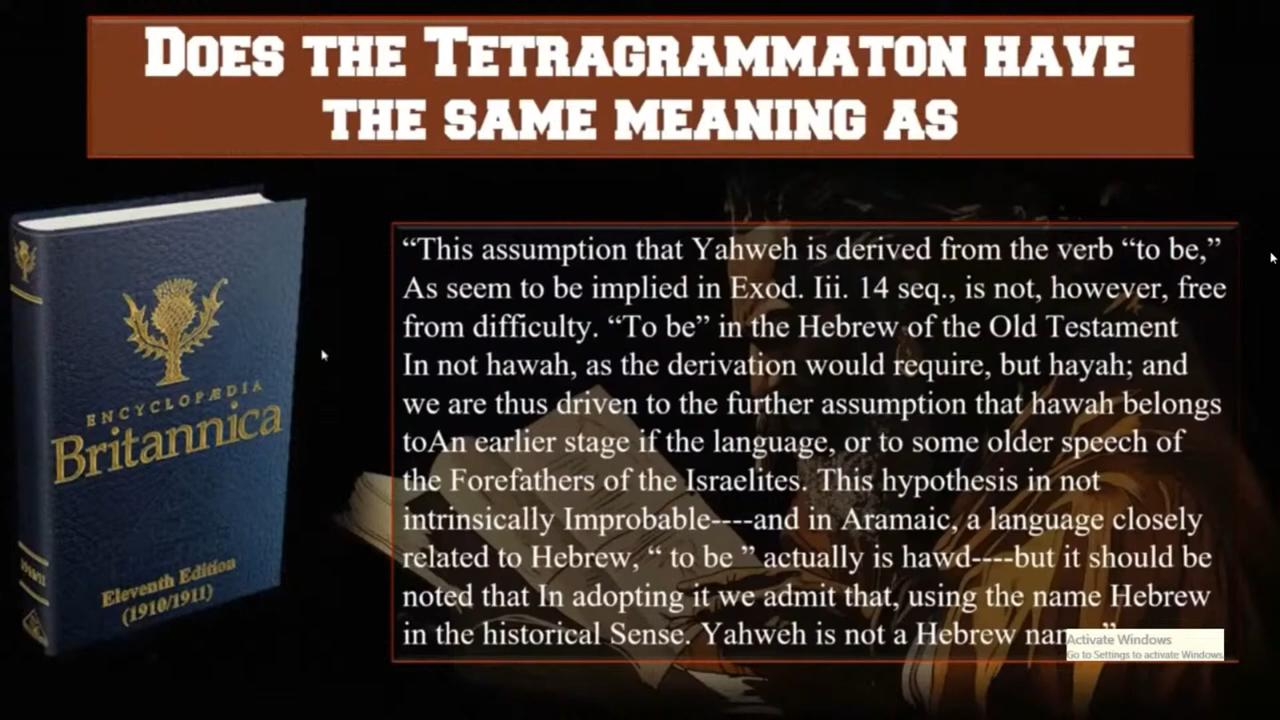 DOES THE TETRAGRAMMATON HAVE
THE SAME MEANING AS
ENCYCLOPÆDIA
Britannica
Eleventh Edition
(1910/1911)
“This assumption that Yahweh is derived from the verb “to be,”
As seem to be implied in Exod. Iii. 14 seq., is not, however, free
from difficulty. “To be” in the Hebrew of the Old Testament
In not hawah, as the derivation would require, but hayah; and
we are thus driven to the further assumption that hawah belongs
toAn earlier stage if the language, or to some older speech of
the Forefathers of the Israelites. This hypothesis in not
intrinsically Improbable----and in Aramaic, a language closely
related to Hebrew, “ to be ” actually is hawd----but it should be
noted that In adopting it we admit that, using the name Hebrew
in the historical Sense. Yahweh is not a Hebrew
Activate Windows
Go to Settings to activate Windows.